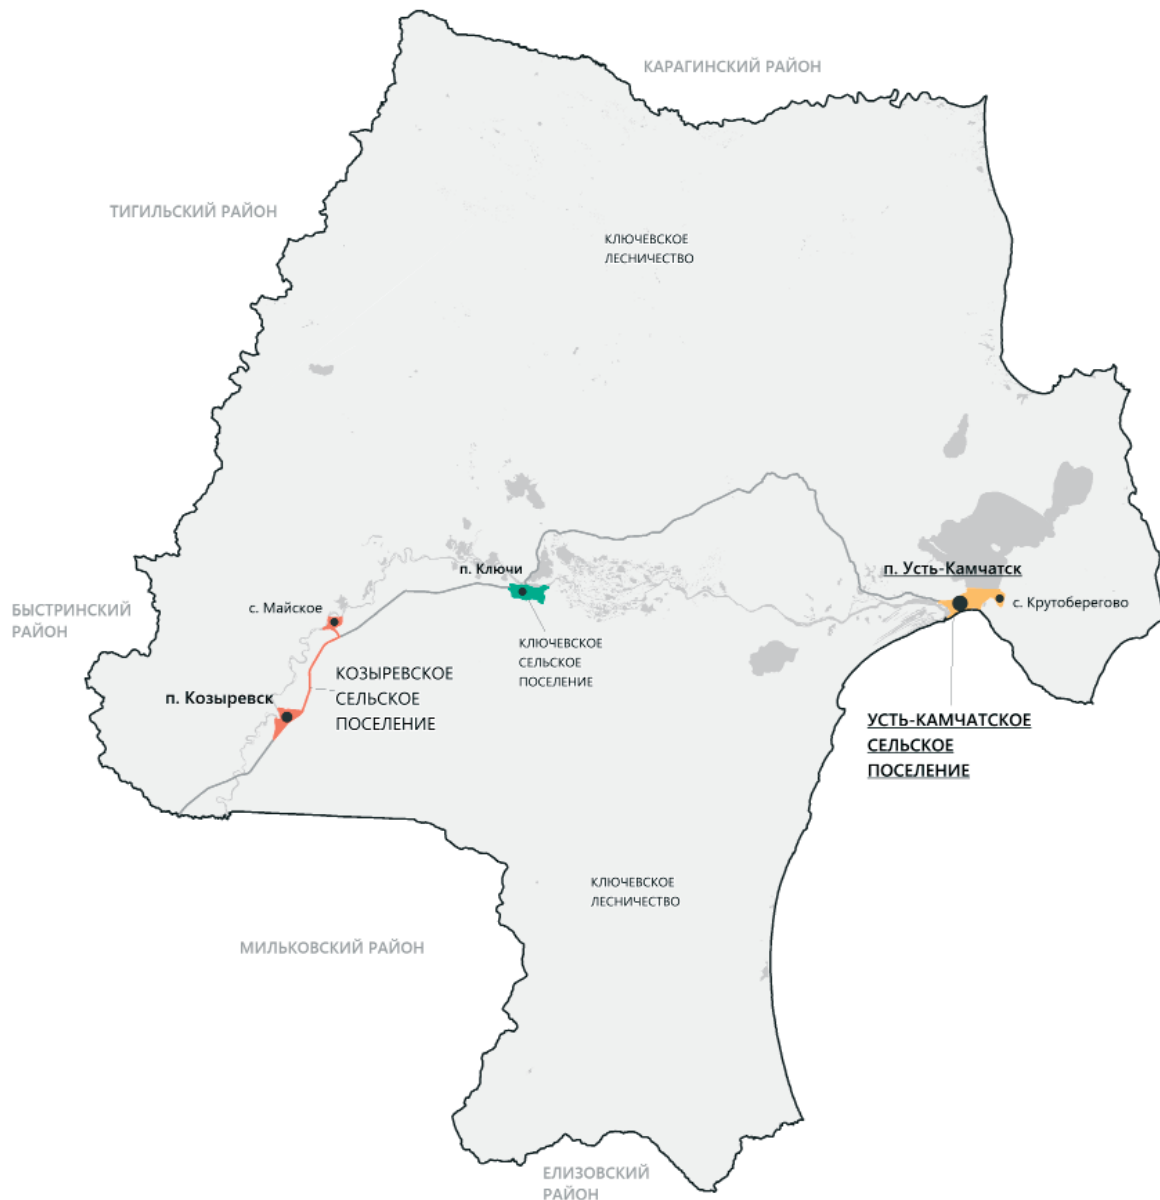 КАРАГИНСКИЙ РАЙОН
ТИГИЛЬСКИЙ РАЙОН
КЛЮЧЕВСКОЕ
ЛЕСНИЧЕСТВО
п. Ключи
п. Усть-Камчатск
БЫСТРИНСКИЙ
РАЙОН
с. Майское
с. Крутоберегово
КЛЮЧЕВСКОЕ
СЕЛЬСКОЕ
ПОСЕЛЕНИЕ
КОЗЫРЕВСКОЕ
СЕЛЬСКОЕ
ПОСЕЛЕНИЕ
п. Козыревск
УСТЬ-КАМЧАТСКОЕ
СЕЛЬСКОЕ
ПОСЕЛЕНИЕ
КЛЮЧЕВСКОЕ
ЛЕСНИЧЕСТВО
МИЛЬКОВСКИЙ РАЙОН
ЕЛИЗОВСКИЙ
РАЙОН